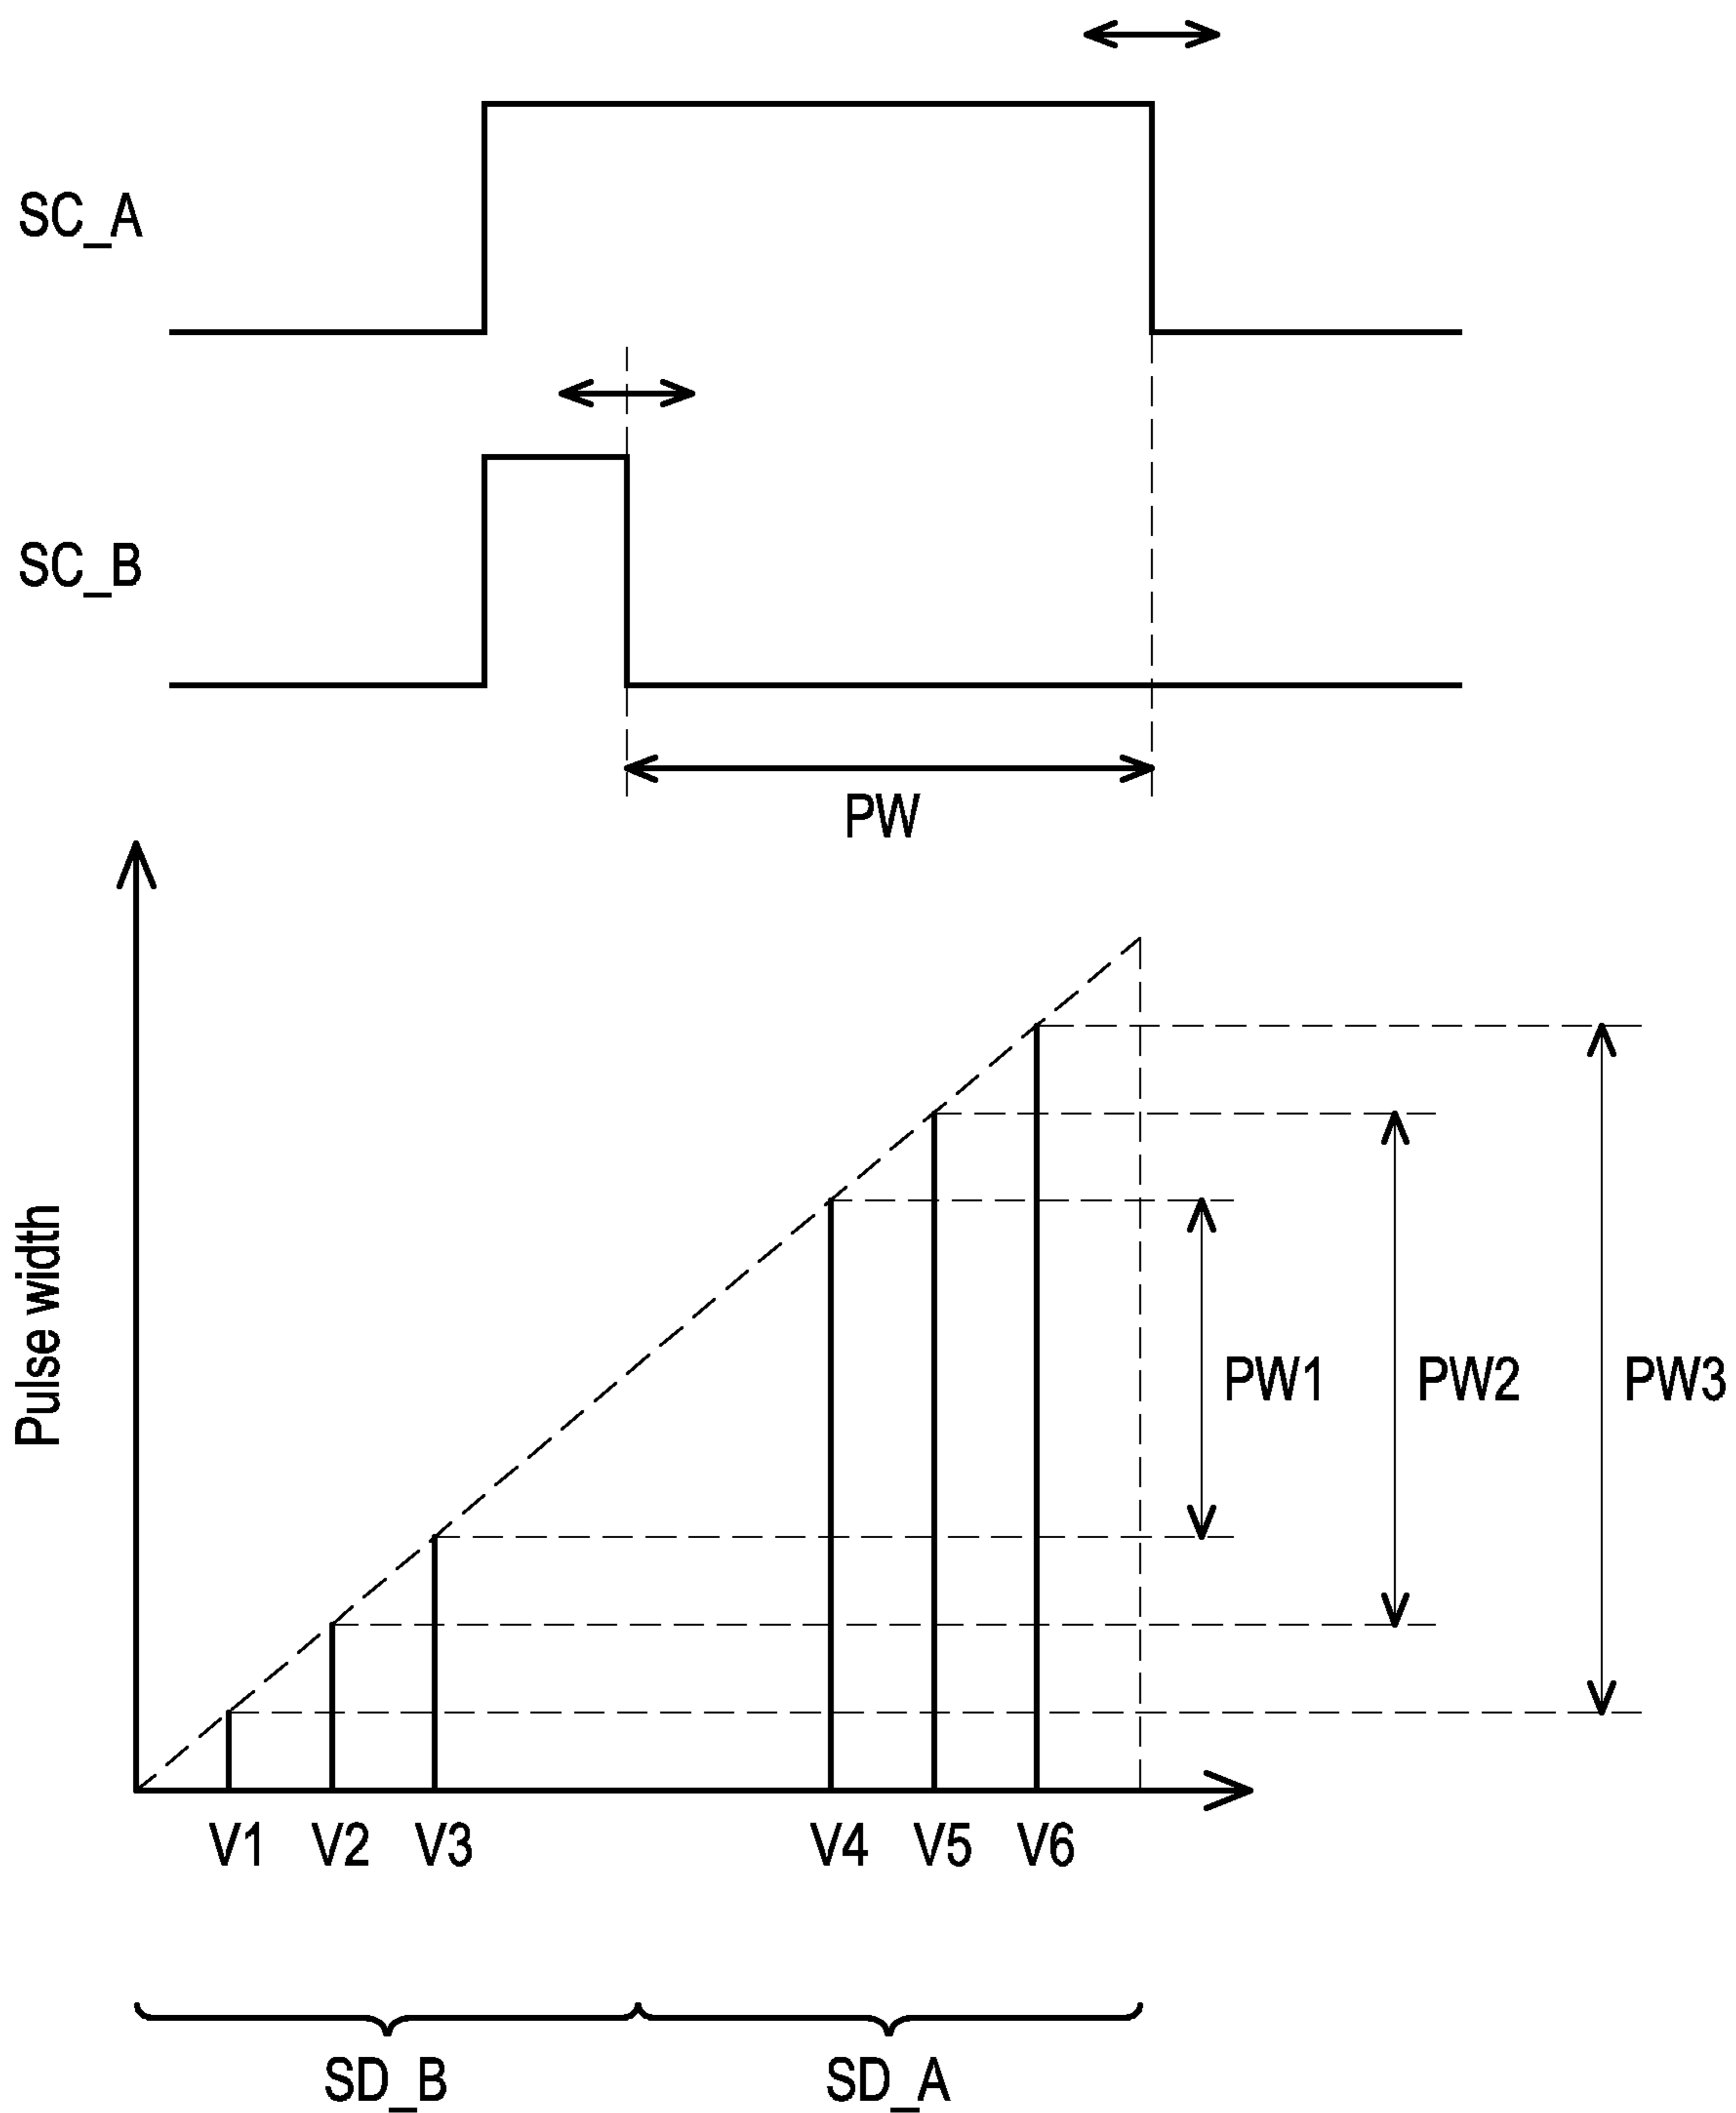 SC_A
SC_B
PW
Pulse width
PW1 PW2 PW3
V1 V2 V3 V4 V5 V6
SD_B SD_A